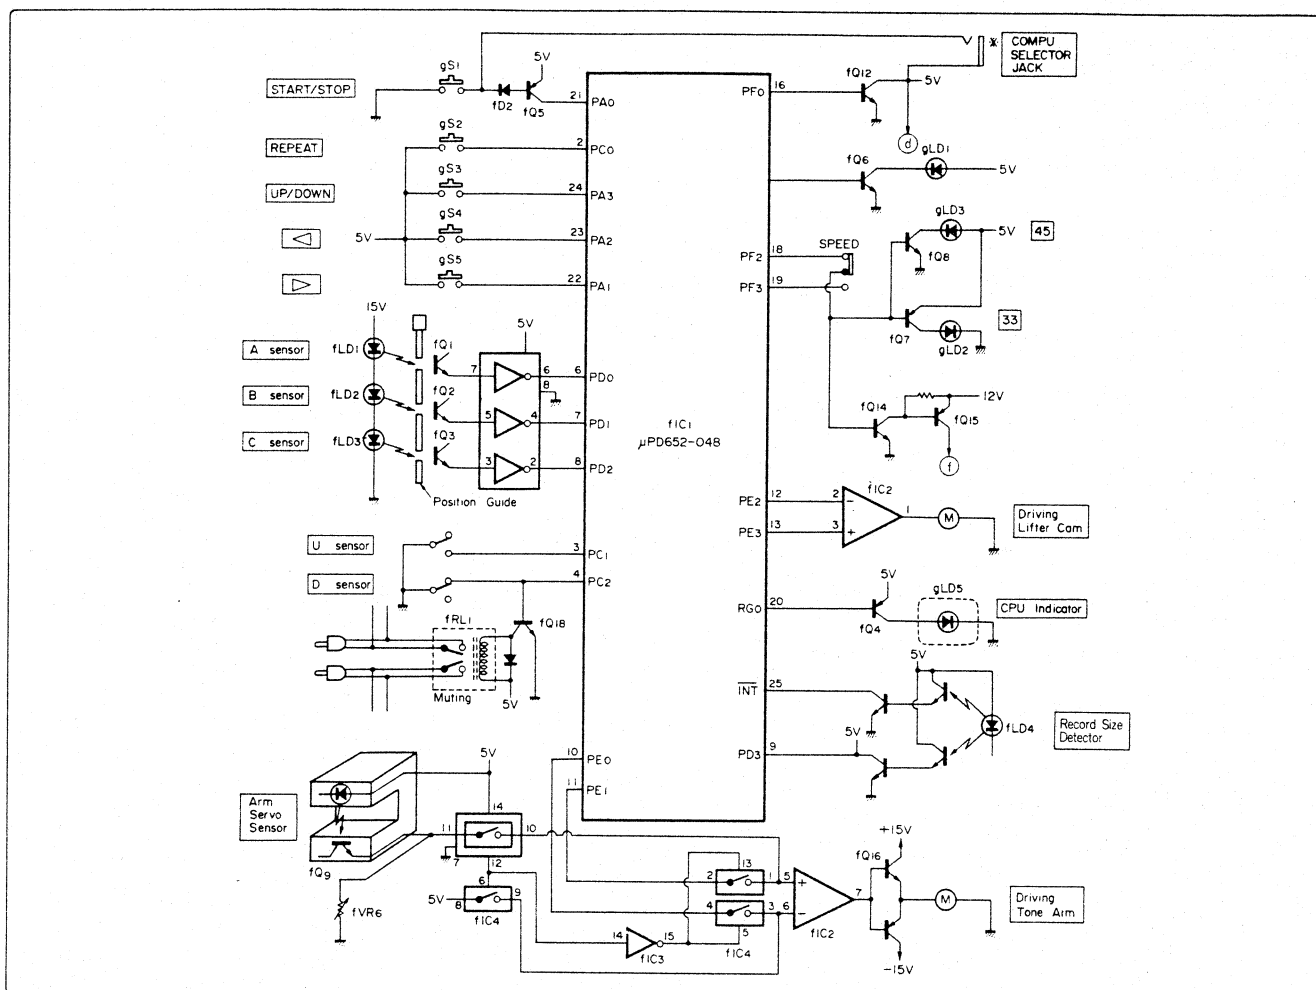 COMPU
SELECTOR
JACK
*
START/STOP
gS1
fD2
fQ5
5V
21
PA0
REPEAT
gS2
2
PC0
UP/DOWN
gS3
24
PA3
gS4
5V
23
PA2
gS5
22
PA1
15V
A sensor
fLD1
fQ1
5V
7
6
8
6
PD0
B sensor
fLD2
fQ2
5
4
7
PD1
C sensor
fLD3
fQ3
3
2
8
PD2
Position Guide
U sensor
3
PC1
D sensor
4
PC2
fRL1
fQ18
Muting
5V
fIC1
μPD652-048
16
PF0
fQ12
5V
d
fQ6
gLD1
5V
gLD3
5V
45
fQ8
18
PF2
SPEED
19
PF3
33
fQ7
gLD2
fQ14
12V
fQ15
f
PE2
12
2
−
fIC2
1
M
Driving
Lifter Cam
PE3
13
3
+
5V
gLD5
CPU Indicator
RG0
20
fQ4
5V
INT
25
fLD4
Record Size
Detector
5V
PD3
9
10
PE0
11
PE1
Arm
Servo
Sensor
fQ9
fVR6
5V
14
11
10
7
12
6
5V
8
9
fIC4
14
15
fIC3
13
2
1
5
+
4
3
6
−
5
fIC4
fIC2
7
+15V
fQ16
M
−15V
Driving
Tone Arm